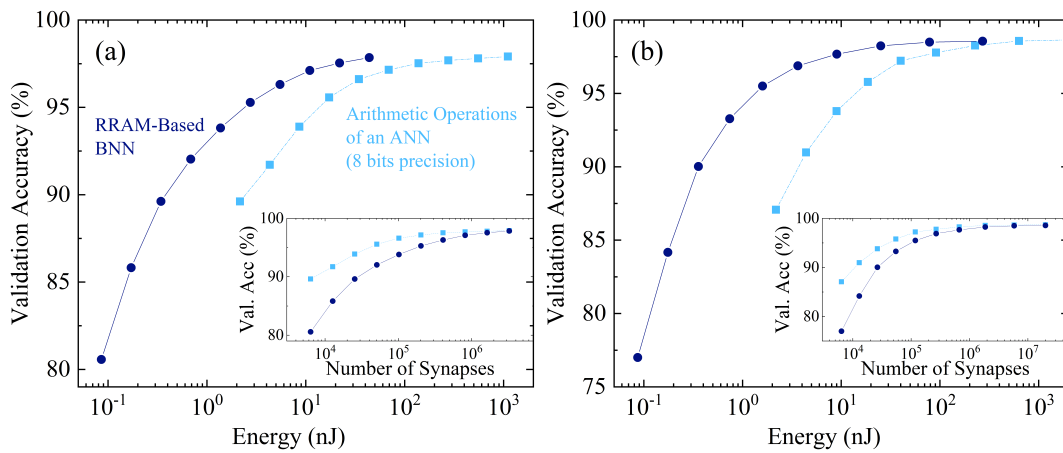 100
95
90
85
80
Validation Accuracy (%)
(a)
RRAM-Based
BNN
Arithmetic Operations
of an ANN
(8 bits precision)
100
90
80
Val. Acc (%)
10^4 10^5 10^6
Number of Synapses
10^-1 10^0 10^1 10^2 10^3
Energy (nJ)
100
95
90
85
80
75
Validation Accuracy (%)
(b)
100
90
80
Val. Acc (%)
10^4 10^5 10^6 10^7
Number of Synapses
10^-1 10^0 10^1 10^2 10^3
Energy (nJ)